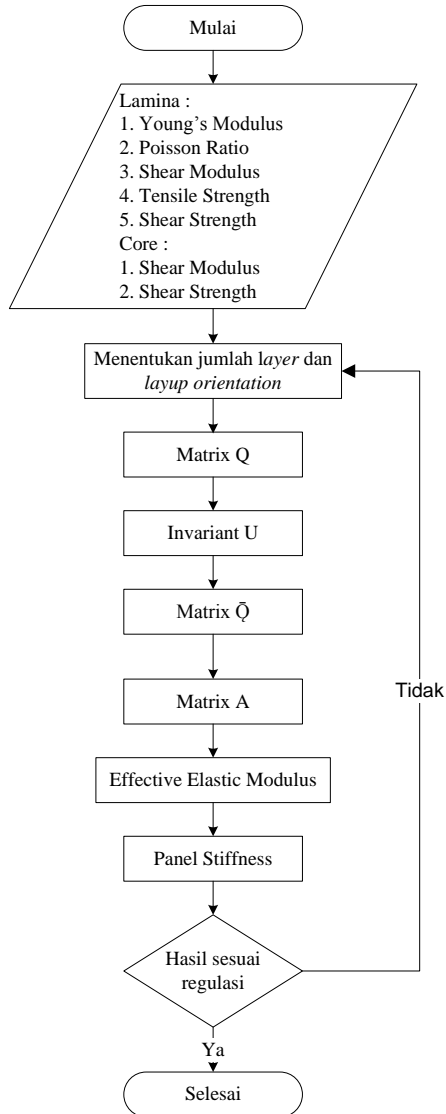 Mulai
Lamina :
1. Young’s Modulus
2. Poisson Ratio
3. Shear Modulus
4. Tensile Strength
5. Shear Strength
Core :
1. Shear Modulus
2. Shear Strength
Menentukan jumlah layer dan
layup orientation
Matrix Q
Invariant U
Matrix Q̄
Matrix A
Tidak
Effective Elastic Modulus
Panel Stiffness
Hasil sesuai
regulasi
Ya
Selesai